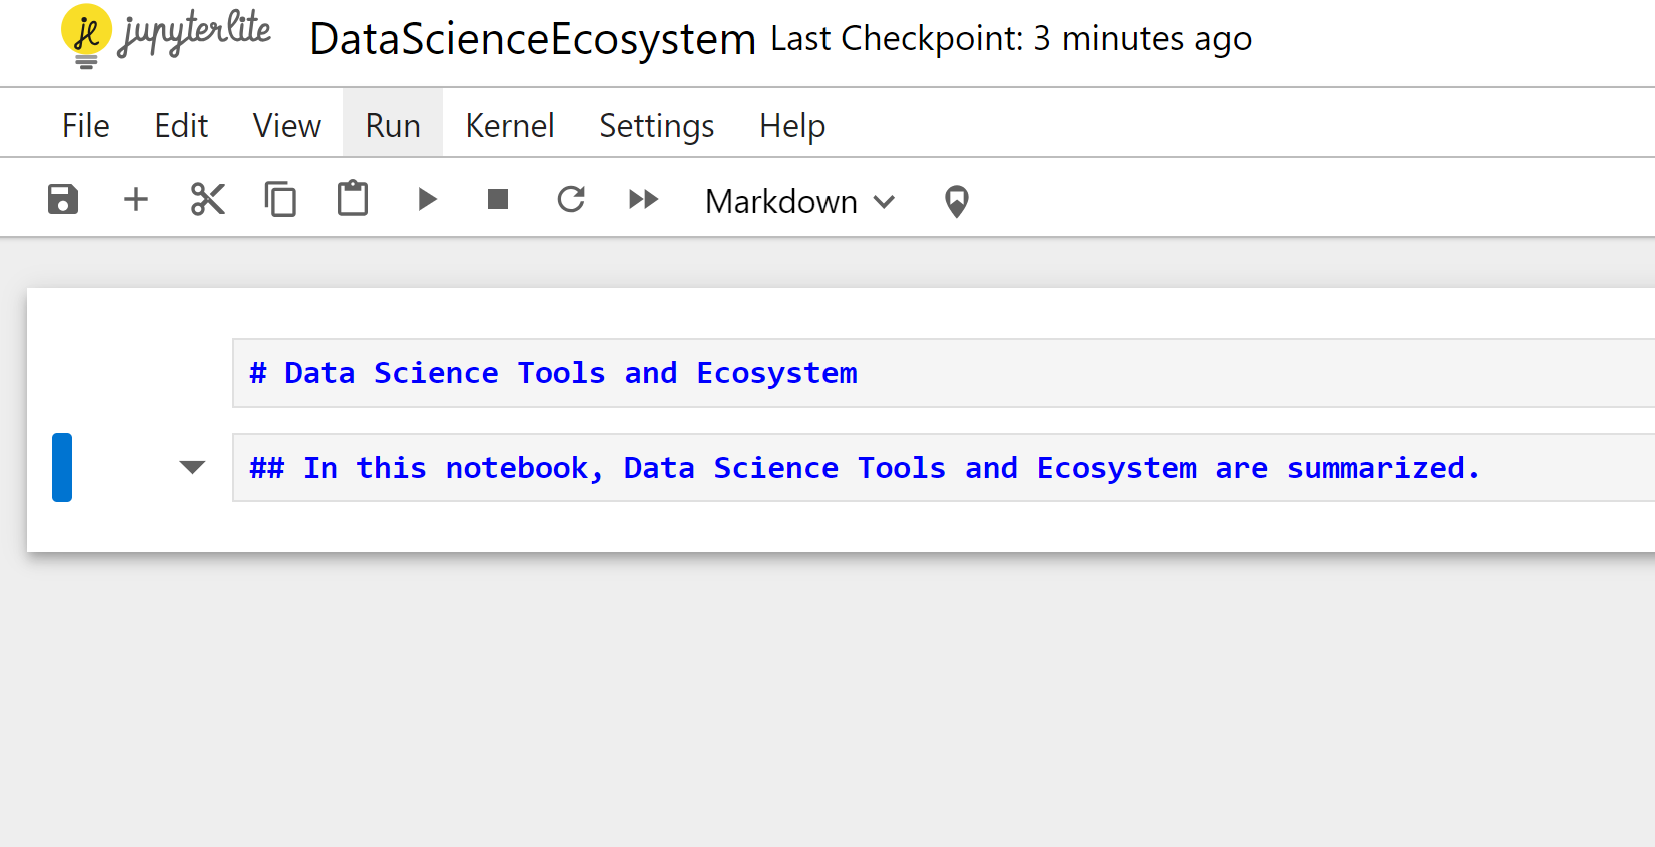 jupyterlite DataScienceEcosystem Last Checkpoint: 3 minutes ago
File Edit View Run Kernel Settings Help
Markdown
# Data Science Tools and Ecosystem
## In this notebook, Data Science Tools and Ecosystem are summarized.